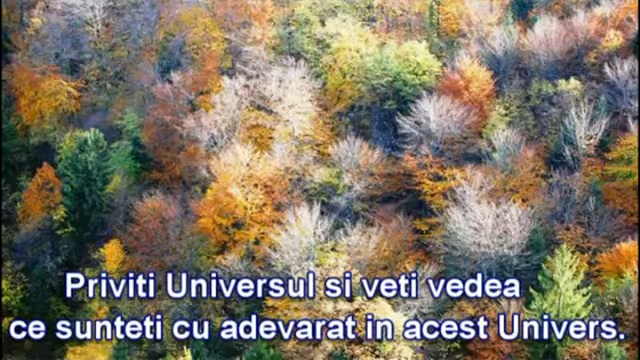 Priviti Universul si veti vedea
ce sunteti cu adevarat in acest Univers.